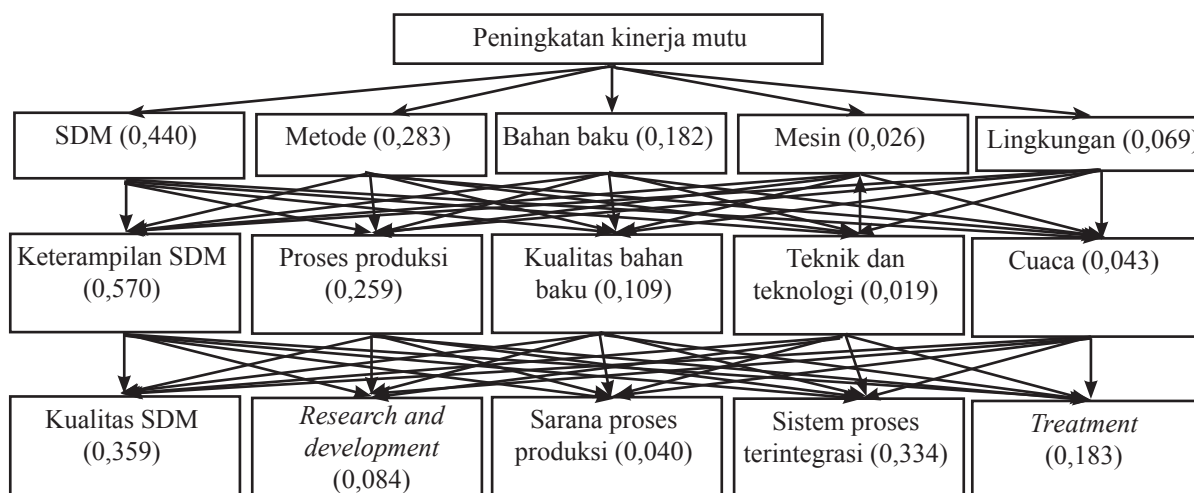 Peningkatan kinerja mutu
SDM (0,440)
Metode (0,283)
Bahan baku (0,182)
Mesin (0,026)
Lingkungan (0,069)
Keterampilan SDM
(0,570)
Proses produksi
(0,259)
Kualitas bahan
baku (0,109)
Teknik dan
teknologi (0,019)
Cuaca (0,043)
Kualitas SDM
(0,359)
Research and
development
(0,084)
Sarana proses
produksi (0,040)
Sistem proses
terintegrasi (0,334)
Treatment
(0,183)